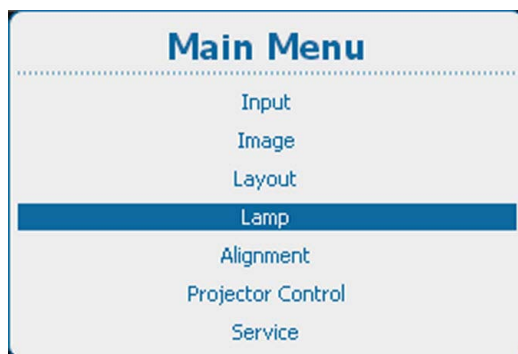 Main Menu
Input
Image
Layout
Lamp
Alignment
Projector Control
Service